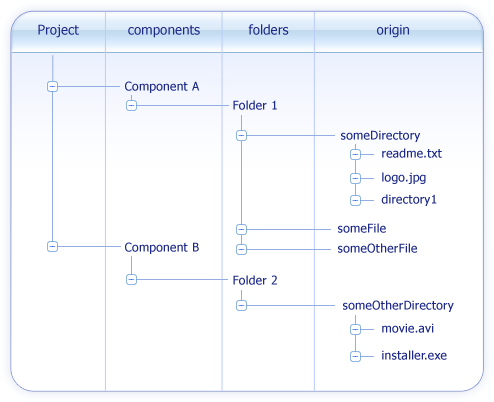 Project components folders origin
Component A
Folder 1
someDirectory
readme.txt
logo.jpg
directory1
someFile
Component B
someOtherFile
Folder 2
someOtherDirectory
movie.avi
installer.exe